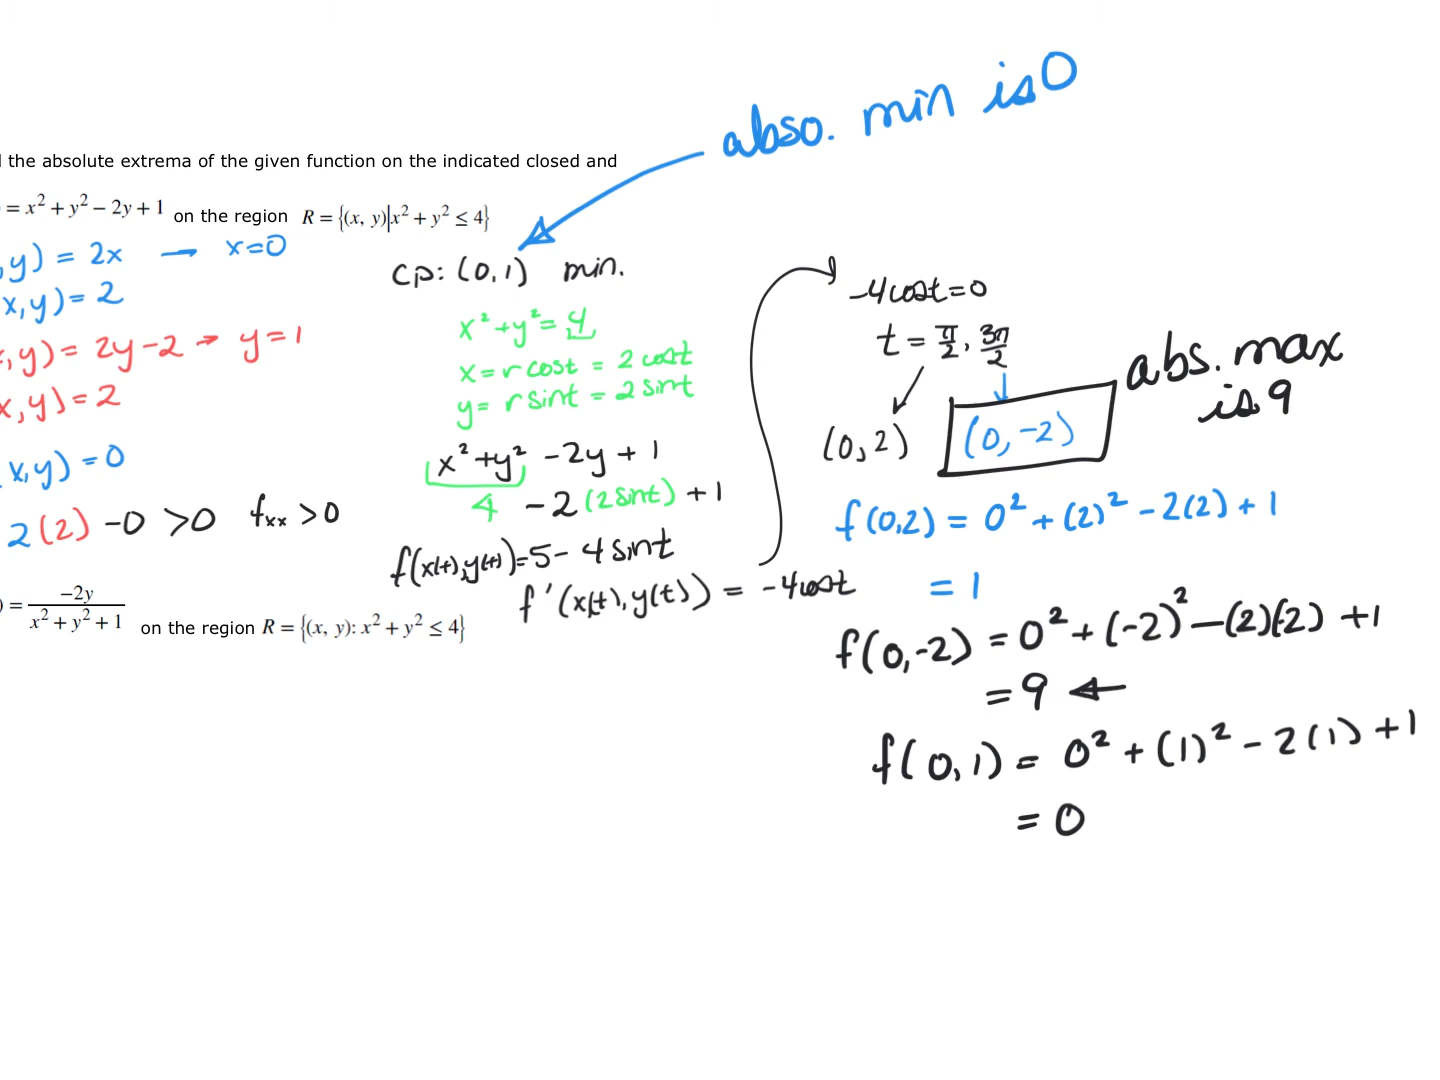 abso. min is 0
l the absolute extrema of the given function on the indicated closed and
= x² + y² − 2y + 1 on the region R = {(x, y)|x² + y² ≤ 4}
,y) = 2x → x=0
x,y) = 2
,y) = 2y-2 → y=1
x,y) = 2
x,y) = 0
2(2) -0 >0 fxx >0
cp: (0,1) min.
x²+y²= 4
x = r cost = 2 cost
y = r sint = 2 sint
x²+y² -2y + 1
4 -2(2sint) +1
f(x(t),y(t))=5- 4sint
f'(x(t),y(t)) = -4cost
-4cost=0
t = π/2, 3π/2
(0,2) (0,-2)
abs. max
is 9
f(0,2) = 0² + (2)² - 2(2) + 1
= 1
f(0,-2) = 0² + (-2)² -(2)(-2) +1
= 9 ←
f(0,1) = 0² + (1)² - 2(1) +1
= 0
) = −2y / x² + y² + 1 on the region R = {(x, y): x² + y² ≤ 4}